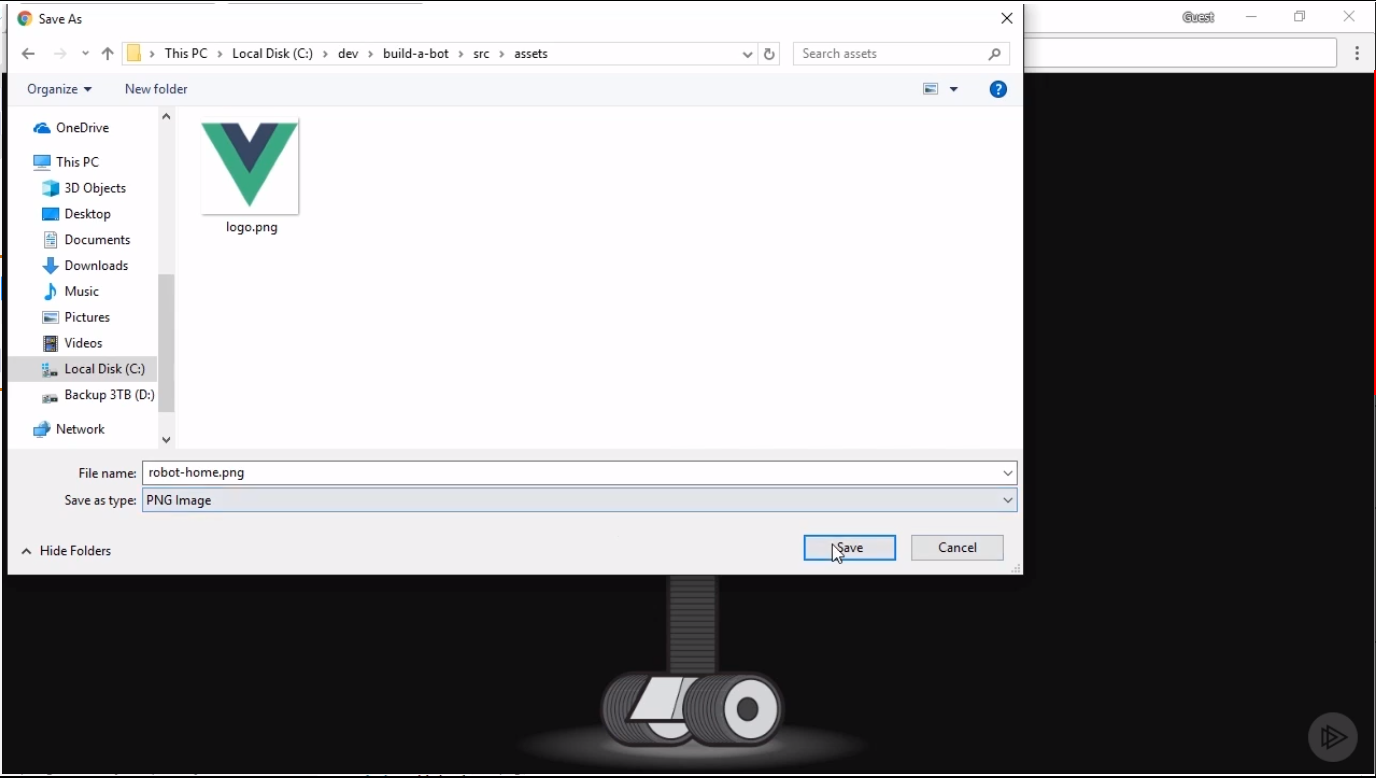 Save As
Guest
This PC > Local Disk (C:) > dev > build-a-bot > src > assets
Search assets
Organize
New folder
?
OneDrive
This PC
3D Objects
Desktop
Documents
Downloads
Music
Pictures
Videos
Local Disk (C:)
Backup 3TB (D:)
Network
logo.png
File name: robot-home.png
Save as type: PNG Image
Hide Folders
Save
Cancel